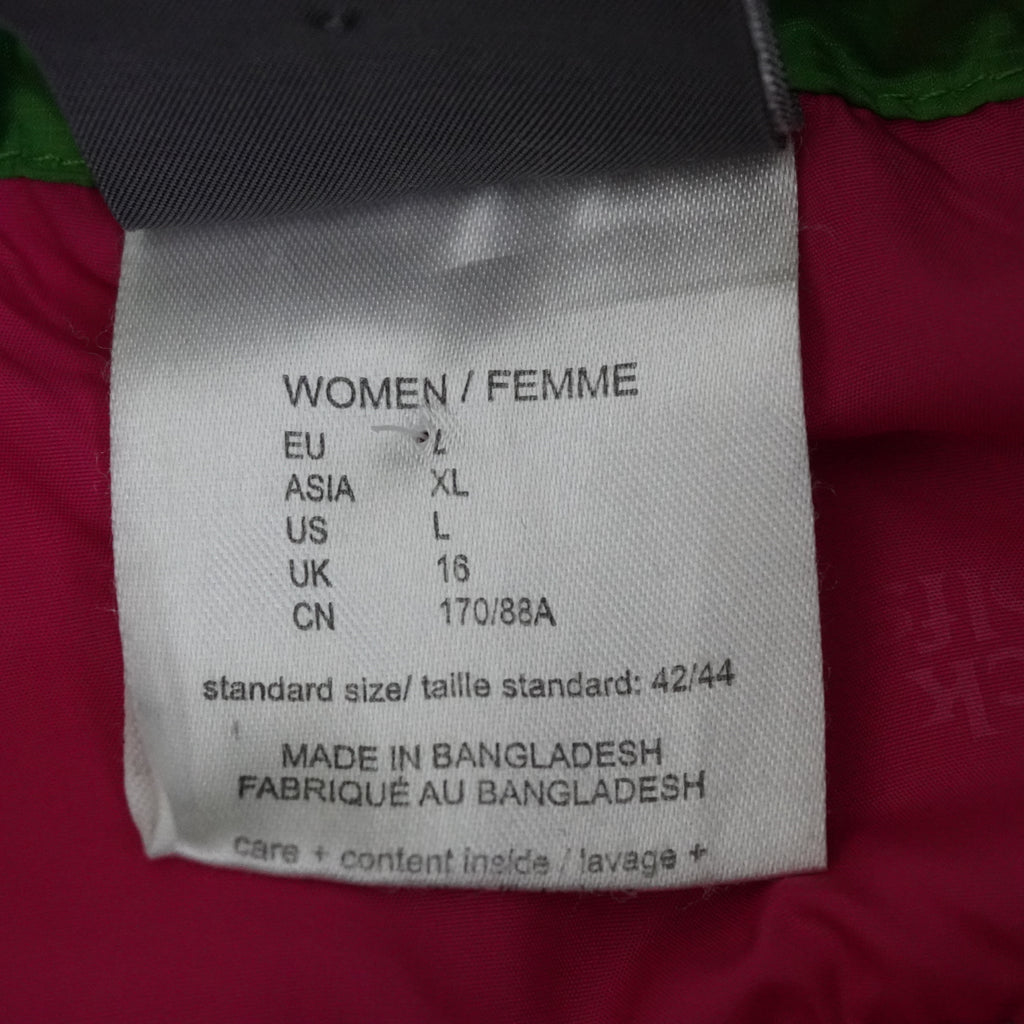 WOMEN / FEMME
EU L
ASIA XL
US L
UK 16
CN 170/88A
standard size/ taille standard: 42/44
MADE IN BANGLADESH
FABRIQUÉ AU BANGLADESH
care + content inside / lavage +